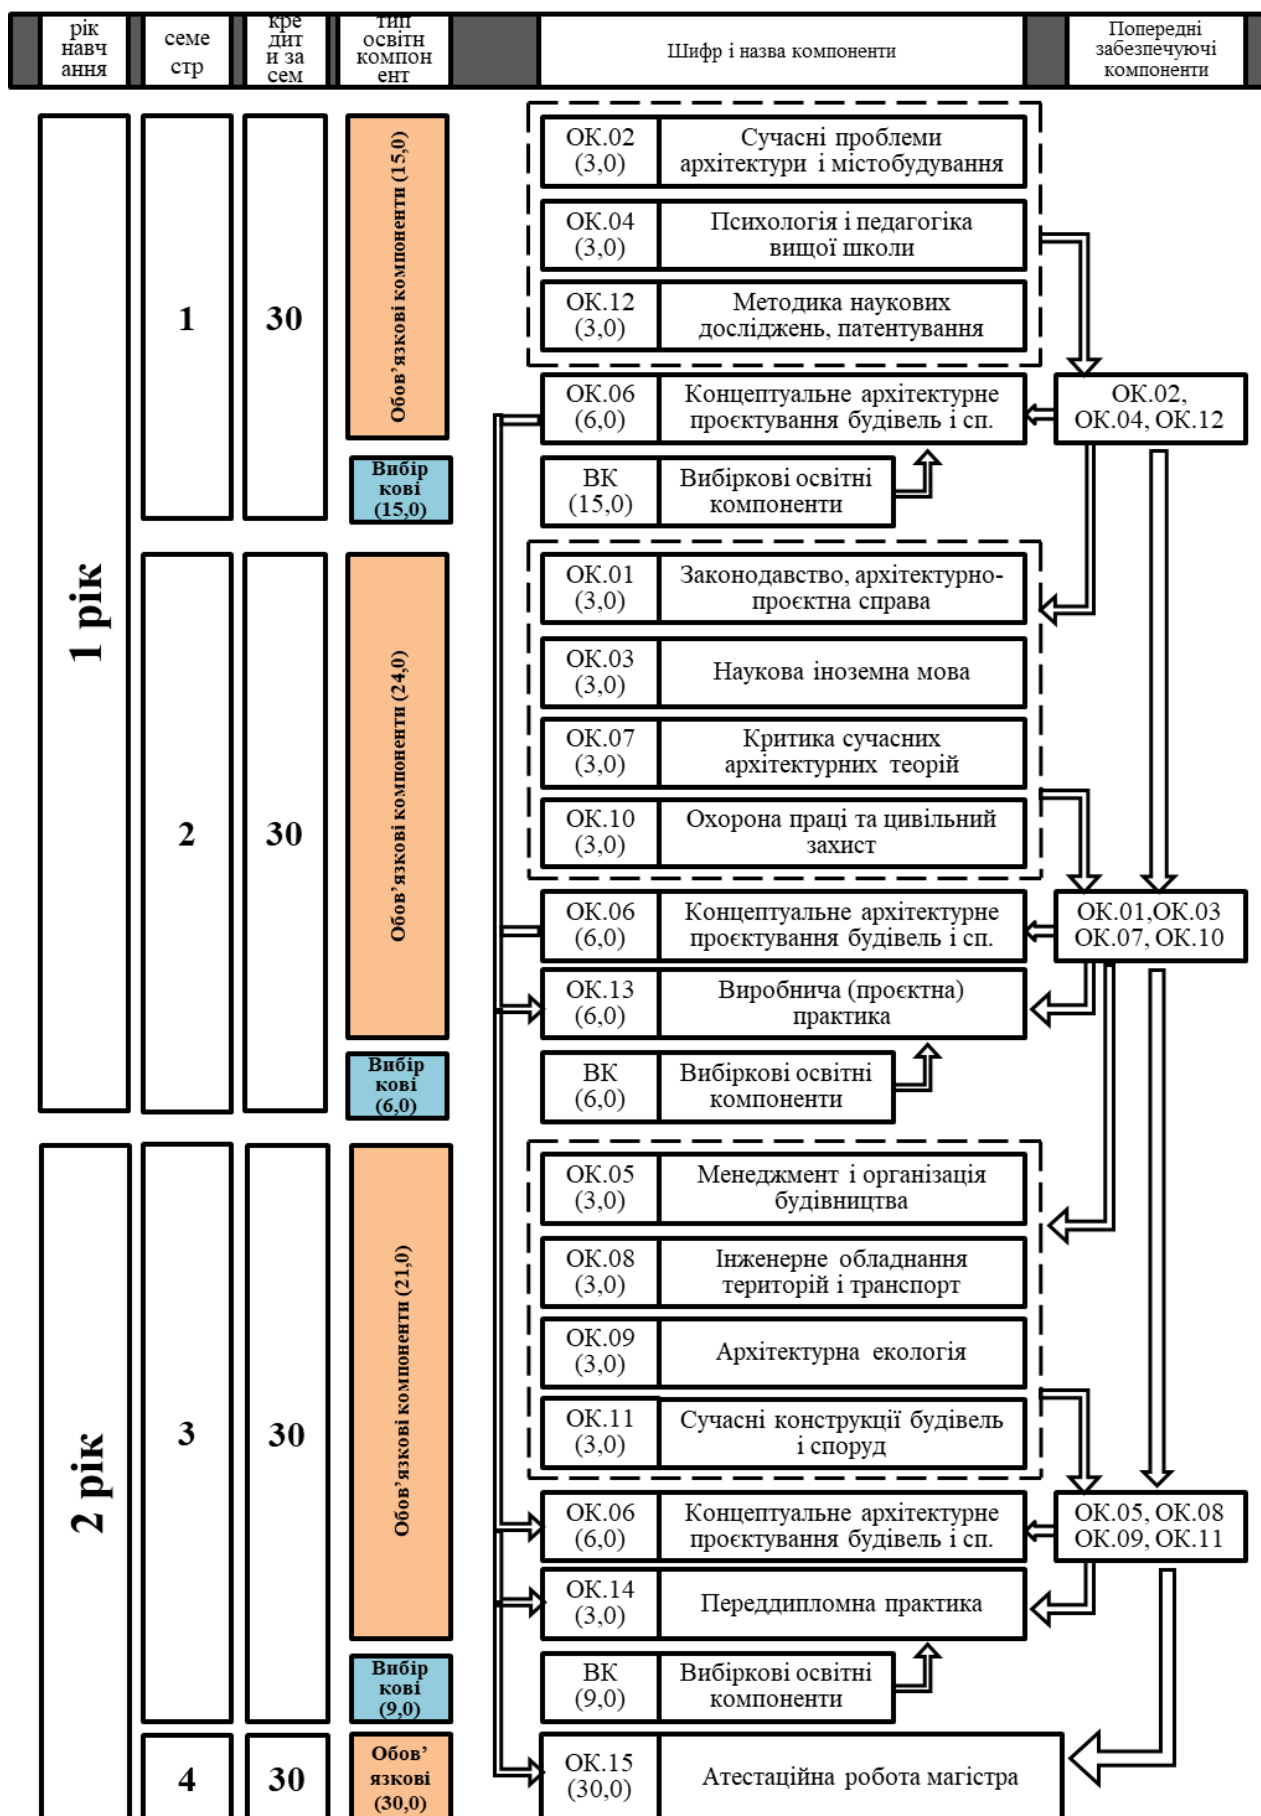 рік
навч
ання
семе
стр
кре
дит
и за
сем
тип
освітн
компон
ент
Шифр і назва компоненти
Попередні
забезпечуючі
компоненти
1 рік
1
30
Обов’язкові компоненти (15,0)
Вибір
кові
(15,0)
ОК.02
(3,0)
Сучасні проблеми
архітектури і містобудування
ОК.04
(3,0)
Психологія і педагогіка
вищої школи
ОК.12
(3,0)
Методика наукових
досліджень, патентування
ОК.06
(6,0)
Концептуальне архітектурне
проєктування будівель і сп.
ОК.02,
ОК.04, ОК.12
ВК
(15,0)
Вибіркові освітні
компоненти
2
30
Обов’язкові компоненти (24,0)
Вибір
кові
(6,0)
ОК.01
(3,0)
Законодавство, архітектурно-
проєктна справа
ОК.03
(3,0)
Наукова іноземна мова
ОК.07
(3,0)
Критика сучасних
архітектурних теорій
ОК.10
(3,0)
Охорона праці та цивільний
захист
ОК.06
(6,0)
Концептуальне архітектурне
проєктування будівель і сп.
ОК.01,ОК.03
ОК.07, ОК.10
ОК.13
(6,0)
Виробнича (проєктна)
практика
ВК
(6,0)
Вибіркові освітні
компоненти
2 рік
3
30
Обов’язкові компоненти (21,0)
Вибір
кові
(9,0)
ОК.05
(3,0)
Менеджмент і організація
будівництва
ОК.08
(3,0)
Інженерне обладнання
територій і транспорт
ОК.09
(3,0)
Архітектурна екологія
ОК.11
(3,0)
Сучасні конструкції будівель
і споруд
ОК.06
(6,0)
Концептуальне архітектурне
проєктування будівель і сп.
ОК.05, ОК.08
ОК.09, ОК.11
ОК.14
(3,0)
Переддипломна практика
ВК
(9,0)
Вибіркові освітні
компоненти
4
30
Обов’
язкові
(30,0)
ОК.15
(30,0)
Атестаційна робота магістра